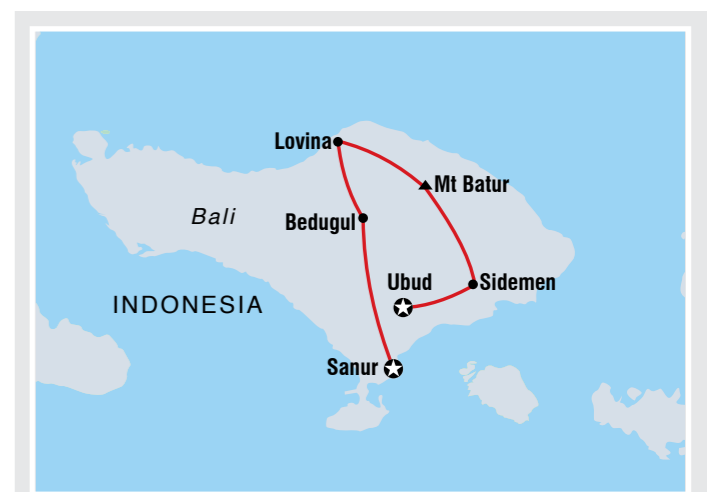 Lovina
Mt Batur
Bali
Bedugul
Ubud
Sidemen
INDONESIA
Sanur